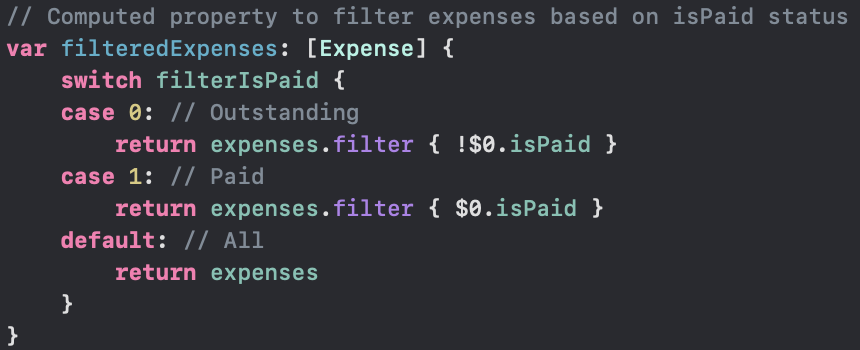 // Computed property to filter expenses based on isPaid status
var filteredExpenses: [Expense] {
    switch filterIsPaid {
    case 0: // Outstanding
        return expenses.filter { !$0.isPaid }
    case 1: // Paid
        return expenses.filter { $0.isPaid }
    default: // All
        return expenses
    }
}